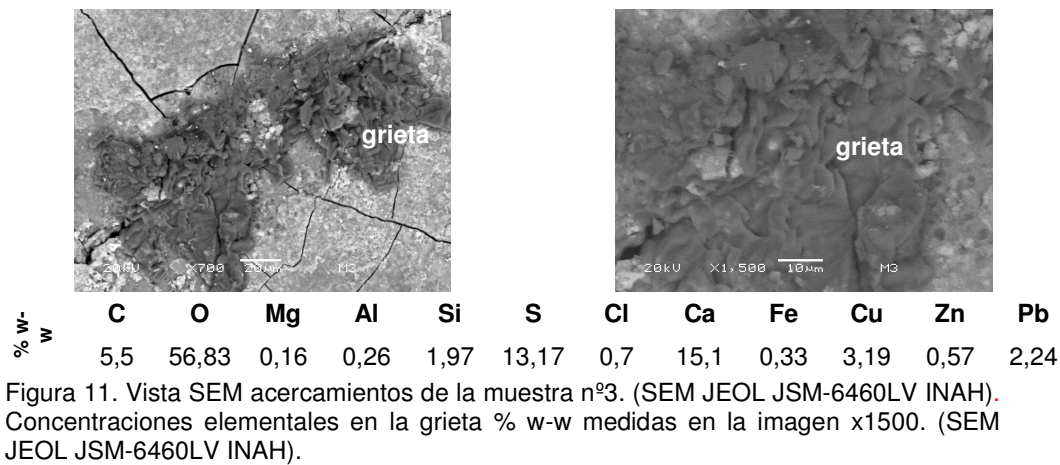 grieta
20kU X700 20µm M3
grieta
20kU X1,500 10µm M3
% w-w
C O Mg Al Si S Cl Ca Fe Cu Zn Pb
5,5 56,83 0,16 0,26 1,97 13,17 0,7 15,1 0,33 3,19 0,57 2,24
Figura 11. Vista SEM acercamientos de la muestra nº3. (SEM JEOL JSM-6460LV INAH).
Concentraciones elementales en la grieta % w-w medidas en la imagen x1500. (SEM
JEOL JSM-6460LV INAH).